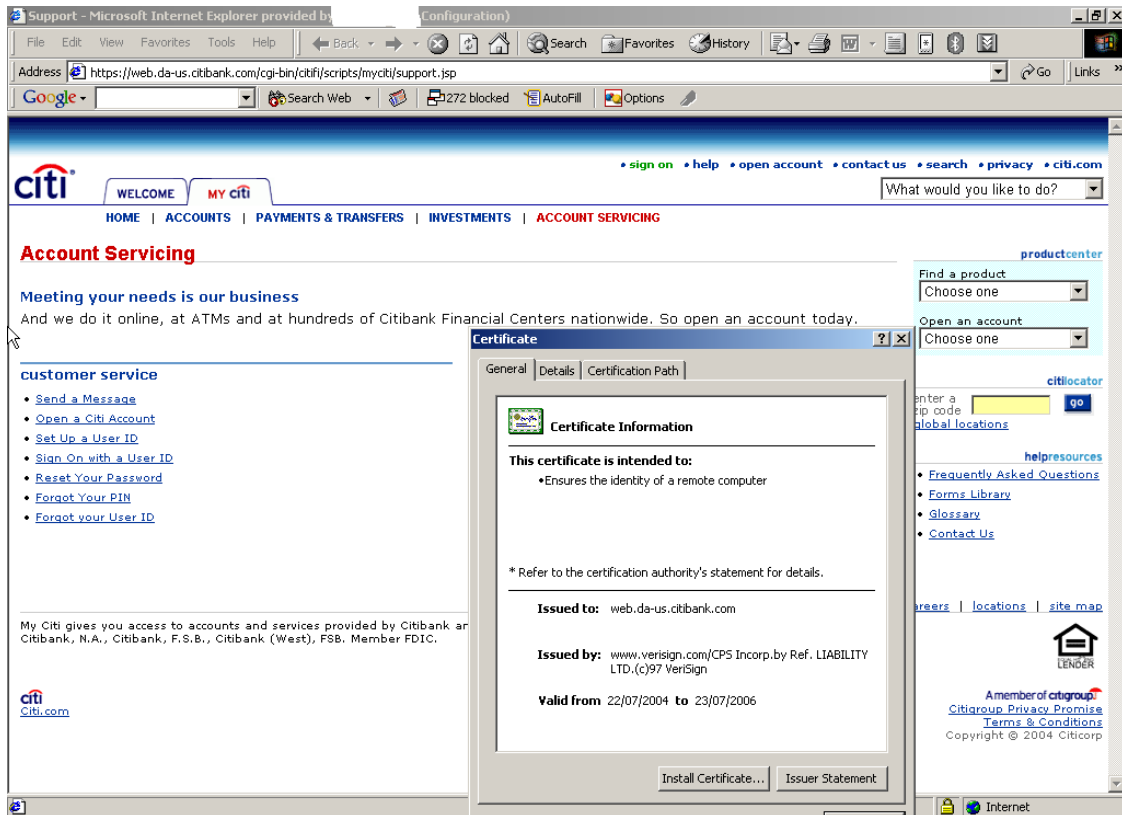 Support - Microsoft Internet Explorer provided by Configuration)
File Edit View Favorites Tools Help Back Search Favorites History
Address https://web.da-us.citibank.com/cgi-bin/citifi/scripts/myciti/support.jsp Go Links »
Google Search Web 272 blocked AutoFill Options
• sign on • help • open account • contact us • search • privacy • citi.com
citi WELCOME MY citi What would you like to do?
HOME | ACCOUNTS | PAYMENTS & TRANSFERS | INVESTMENTS | ACCOUNT SERVICING
Account Servicing
Meeting your needs is our business
And we do it online, at ATMs and at hundreds of Citibank Financial Centers nationwide. So open an account today.
customer service
• Send a Message
• Open a Citi Account
• Set Up a User ID
• Sign On with a User ID
• Reset Your Password
• Forgot Your PIN
• Forgot your User ID
My Citi gives you access to accounts and services provided by Citibank
Citibank, N.A., Citibank, F.S.B., Citibank (West), FSB. Member FDIC.
citi
Citi.com
Certificate ? X
General Details Certification Path
Certificate Information
This certificate is intended to:
•Ensures the identity of a remote computer
* Refer to the certification authority's statement for details.
Issued to: web.da-us.citibank.com
Issued by: www.verisign.com/CPS Incorp.by Ref. LIABILITY
LTD.(c)97 VeriSign
Valid from 22/07/2004 to 23/07/2006
Install Certificate... Issuer Statement
productcenter
Find a product
Choose one
Open an account
Choose one
citilocator
enter a
zip code go
global locations
helpresources
• Frequently Asked Questions
• Forms Library
• Glossary
• Contact Us
| locations | site map
LENDER
A member of citigroup
Citigroup Privacy Promise
Terms & Conditions
Copyright © 2004 Citicorp
Internet